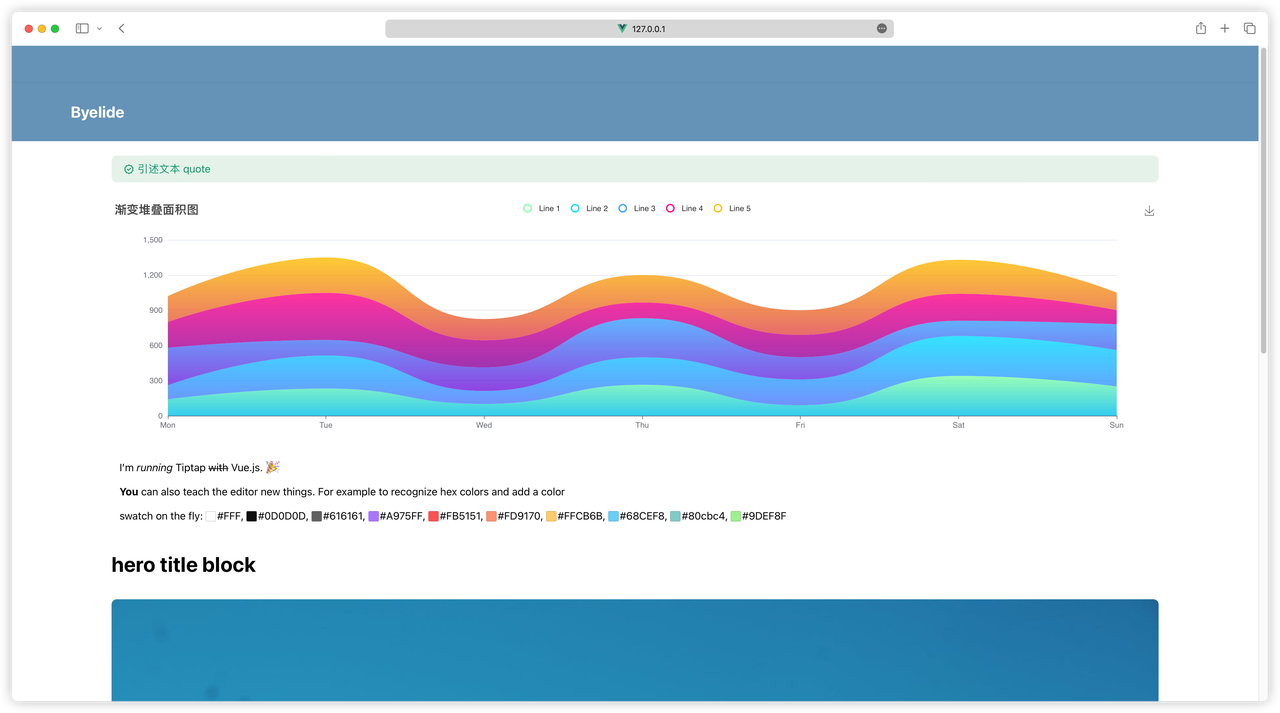 127.0.0.1
Byelide
引述文本 quote
渐变堆叠面积图
Line 1 Line 2 Line 3 Line 4 Line 5
1,500
1,200
900
600
300
0
Mon Tue Wed Thu Fri Sat Sun
I'm running Tiptap with Vue.js. 🎉
You can also teach the editor new things. For example to recognize hex colors and add a color
swatch on the fly: #FFF, #0D0D0D, #616161, #A975FF, #FB5151, #FD9170, #FFCB6B, #68CEF8, #80cbc4, #9DEF8F
hero title block